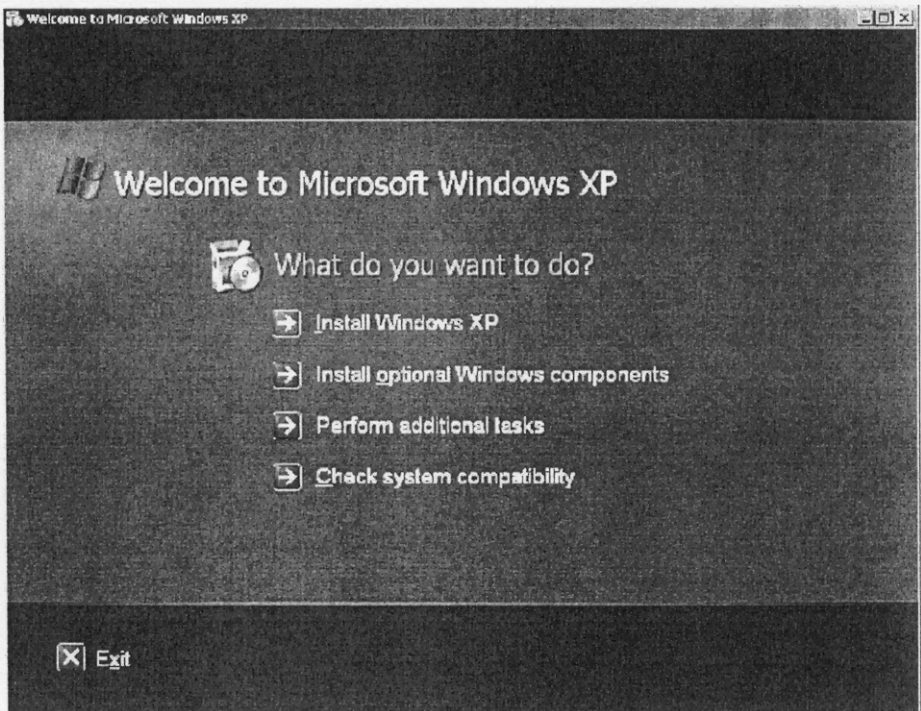 Welcome to Microsoft Windows XP
Welcome to Microsoft Windows XP
What do you want to do?
Install Windows XP
Install optional Windows components
Perform additional tasks
Check system compatibility
Exit